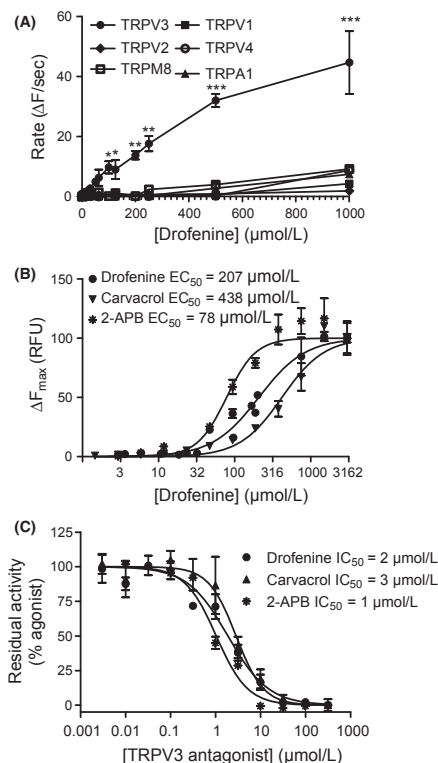 (A)
TRPV3 TRPV1
TRPV2 TRPV4
TRPM8 TRPA1
Rate (ΔF/sec)
60
40
20
0
* * ** ** *** ***
0 200 400 600 800 1000
[Drofenine] (µmol/L)
(B)
Drofenine EC50 = 207 µmol/L
Carvacrol EC50 = 438 µmol/L
2-APB EC50 = 78 µmol/L
ΔFmax (RFU)
150
100
50
0
3 10 32 100 316 1000 3162
[Drofenine] (µmol/L)
(C)
Drofenine IC50 = 2 µmol/L
Carvacrol IC50 = 3 µmol/L
2-APB IC50 = 1 µmol/L
Residual activity
(% agonist)
125
100
75
50
25
0
0.001 0.01 0.1 1 10 100 1000
[TRPV3 antagonist] (µmol/L)